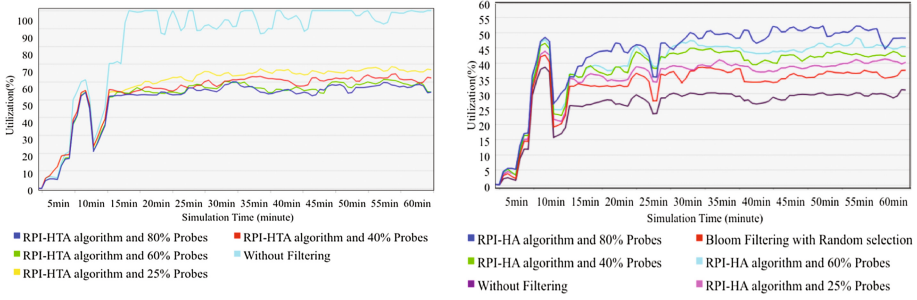 100
90
80
70
60
50
40
30
20
10
0
Utilization(%)
5min 10min 15min 20min 25min 30min 35min 40min 45min 50min 55min 60min
Simulation Time (minute)
RPI-HTA algorithm and 80% Probes
RPI-HTA algorithm and 40% Probes
RPI-HTA algorithm and 60% Probes
Without Filtering
RPI-HTA algorithm and 25% Probes
60
55
50
45
40
35
30
25
20
15
10
5
0
Utilization(%)
5min 10min 15min 20min 25min 30min 35min 40min 45min 50min 55min 60min
Simulation Time (minute)
RPI-HA algorithm and 80% Probes
Bloom Filtering with Random selection
RPI-HA algorithm and 40% Probes
RPI-HA algorithm and 60% Probes
Without Filtering
RPI-HA algorithm and 25% Probes